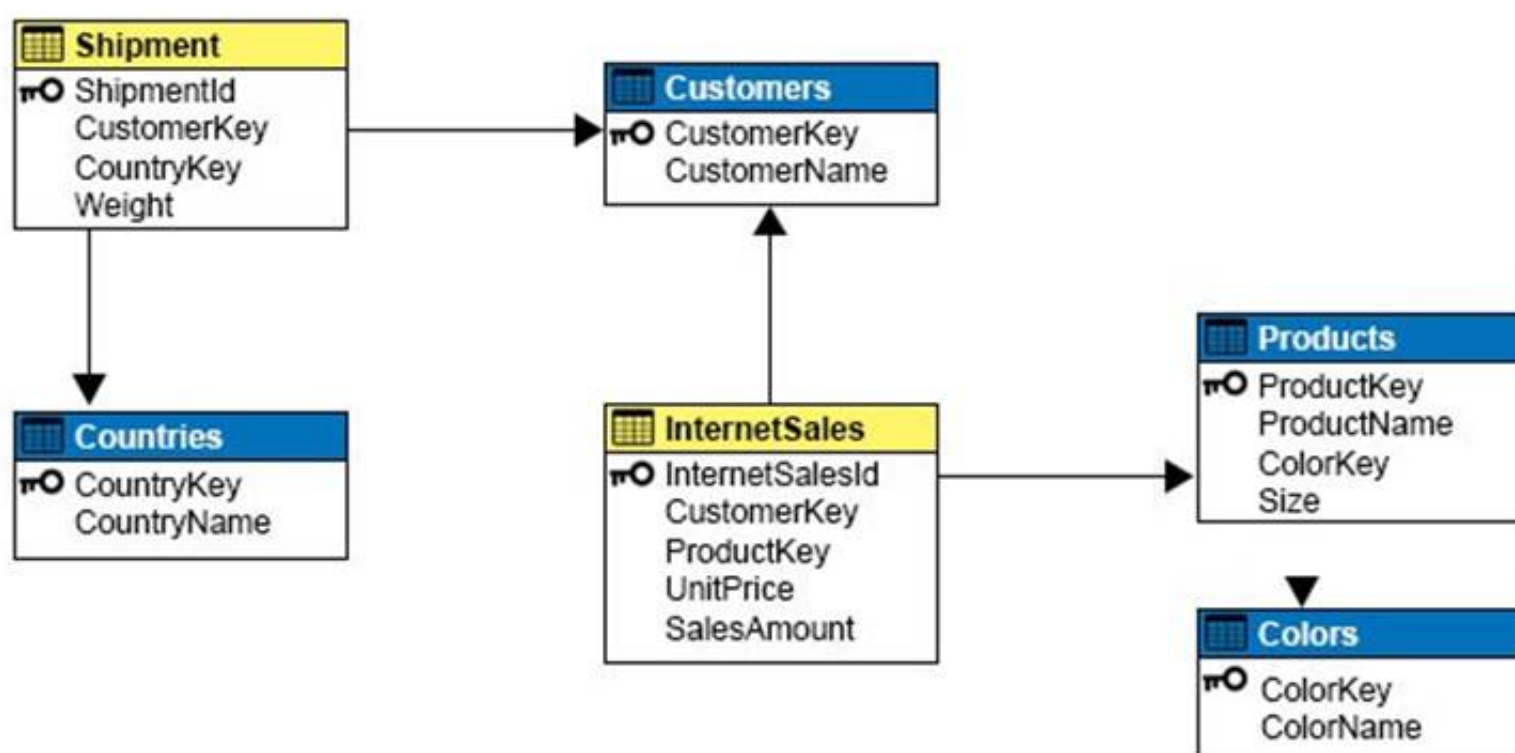 Shipment
ShipmentId
CustomerKey
CountryKey
Weight
Customers
CustomerKey
CustomerName
Countries
CountryKey
CountryName
InternetSales
InternetSalesId
CustomerKey
ProductKey
UnitPrice
SalesAmount
Products
ProductKey
ProductName
ColorKey
Size
Colors
ColorKey
ColorName